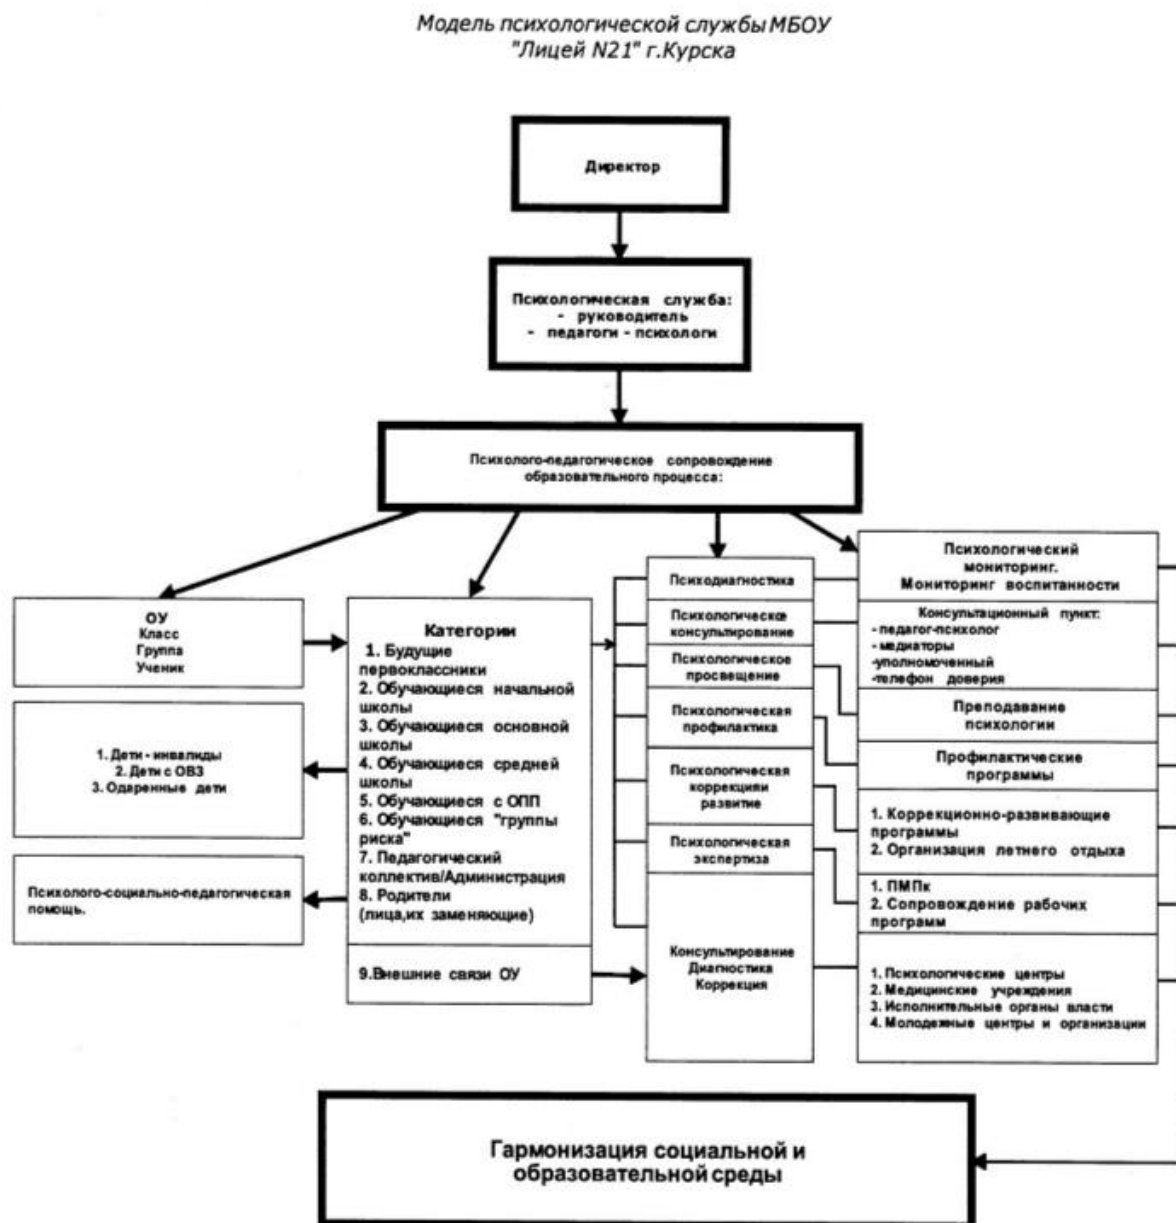 Модель психологической службы МБОУ
"Лицей N21" г.Курска
Директор
Психологическая служба:
- руководитель
- педагоги - психологи
Психолого-педагогическое сопровождение
образовательного процесса:
ОУ
Класс
Группа
Ученик
1. Дети - инвалиды
2. Дети с ОВЗ
3. Одаренные дети
Психолого-социально-педагогическая
помощь.
Категории
1. Будущие
первоклассники
2. Обучающиеся начальной
школы
3. Обучающиеся основной
школы
4. Обучающиеся средней
школы
5. Обучающиеся с ОПП
6. Обучающиеся "группы
риска"
7. Педагогический
коллектив/Администрация
8. Родители
(лица,их заменяющие)
9.Внешние связи ОУ
Психодиагностика
Психологическое
консультирование
Психологическое
просвещение
Психологическая
профилактика
Психологическая
коррекцияи
развитие
Психологическая
экспертиза
Консультирование
Диагностика
Коррекция
Психологический
мониторинг.
Мониторинг воспитанности
Консультационный пункт:
- педагог-психолог
- медиаторы
-уполномоченный
-телефон доверия
Преподавание
психологии
Профилактические
программы
1. Коррекционно-развивающие
программы
2. Организация летнего отдыха
1. ПМПк
2. Сопровождение рабочих
программ
1. Психологические центры
2. Медицинские учреждения
3. Исполнительные органы власти
4. Молодежные центры и организации
Гармонизация социальной и
образовательной среды